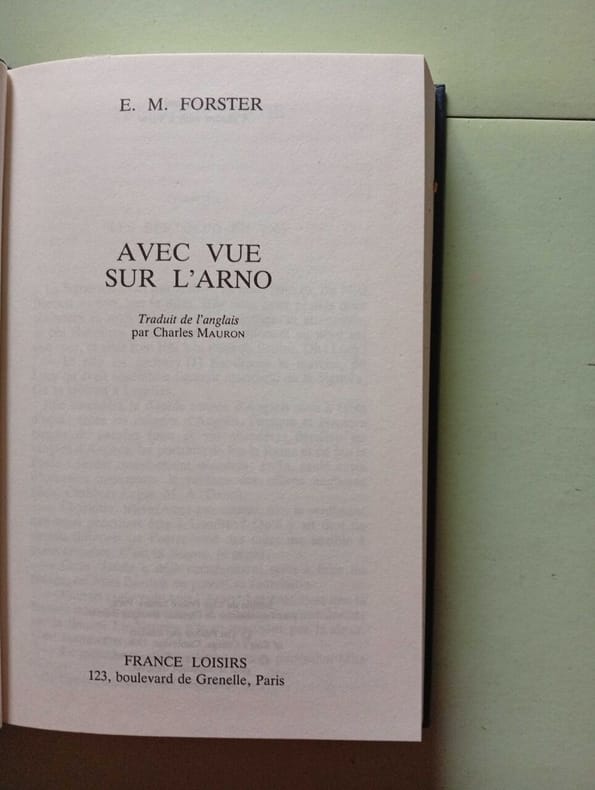 E. M. FORSTER
AVEC VUE
SUR L'ARNO
Traduit de l'anglais
par Charles MAURON
FRANCE LOISIRS
123, boulevard de Grenelle, Paris